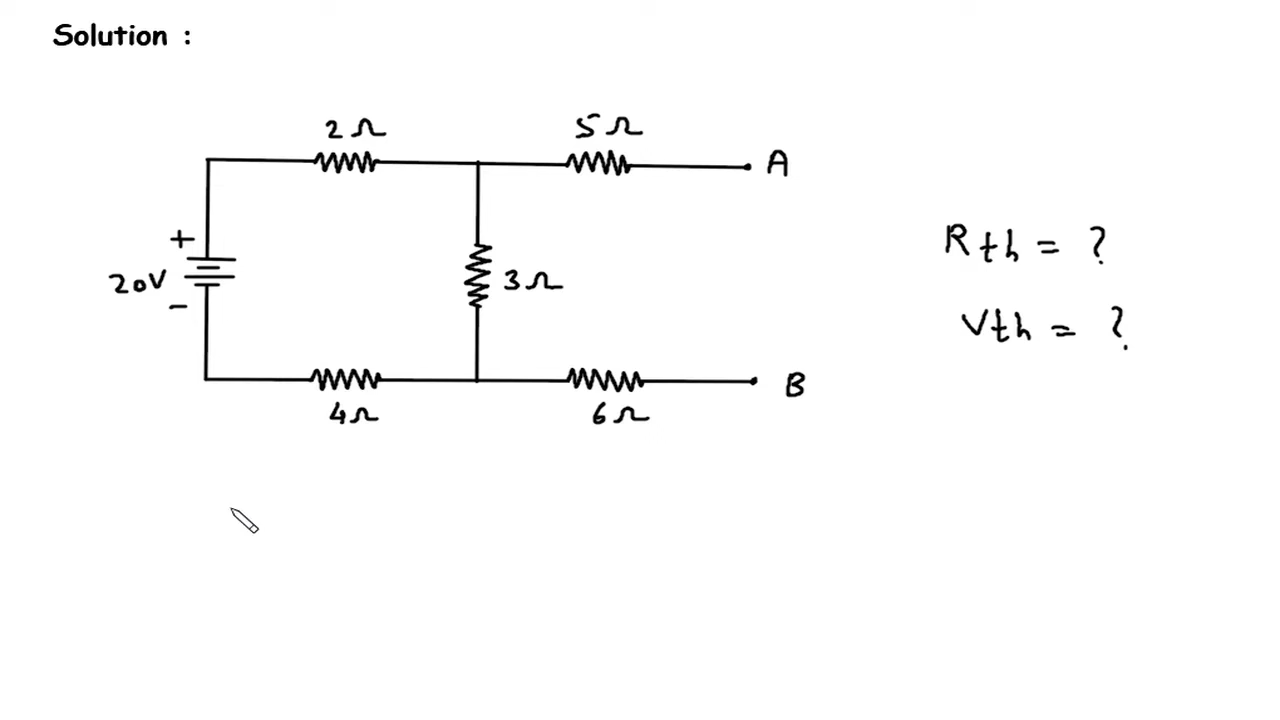 Solution :
2Ω 5Ω
A
+
20V
-
3Ω
Rth = ?
Vth = ?
B
4Ω 6Ω